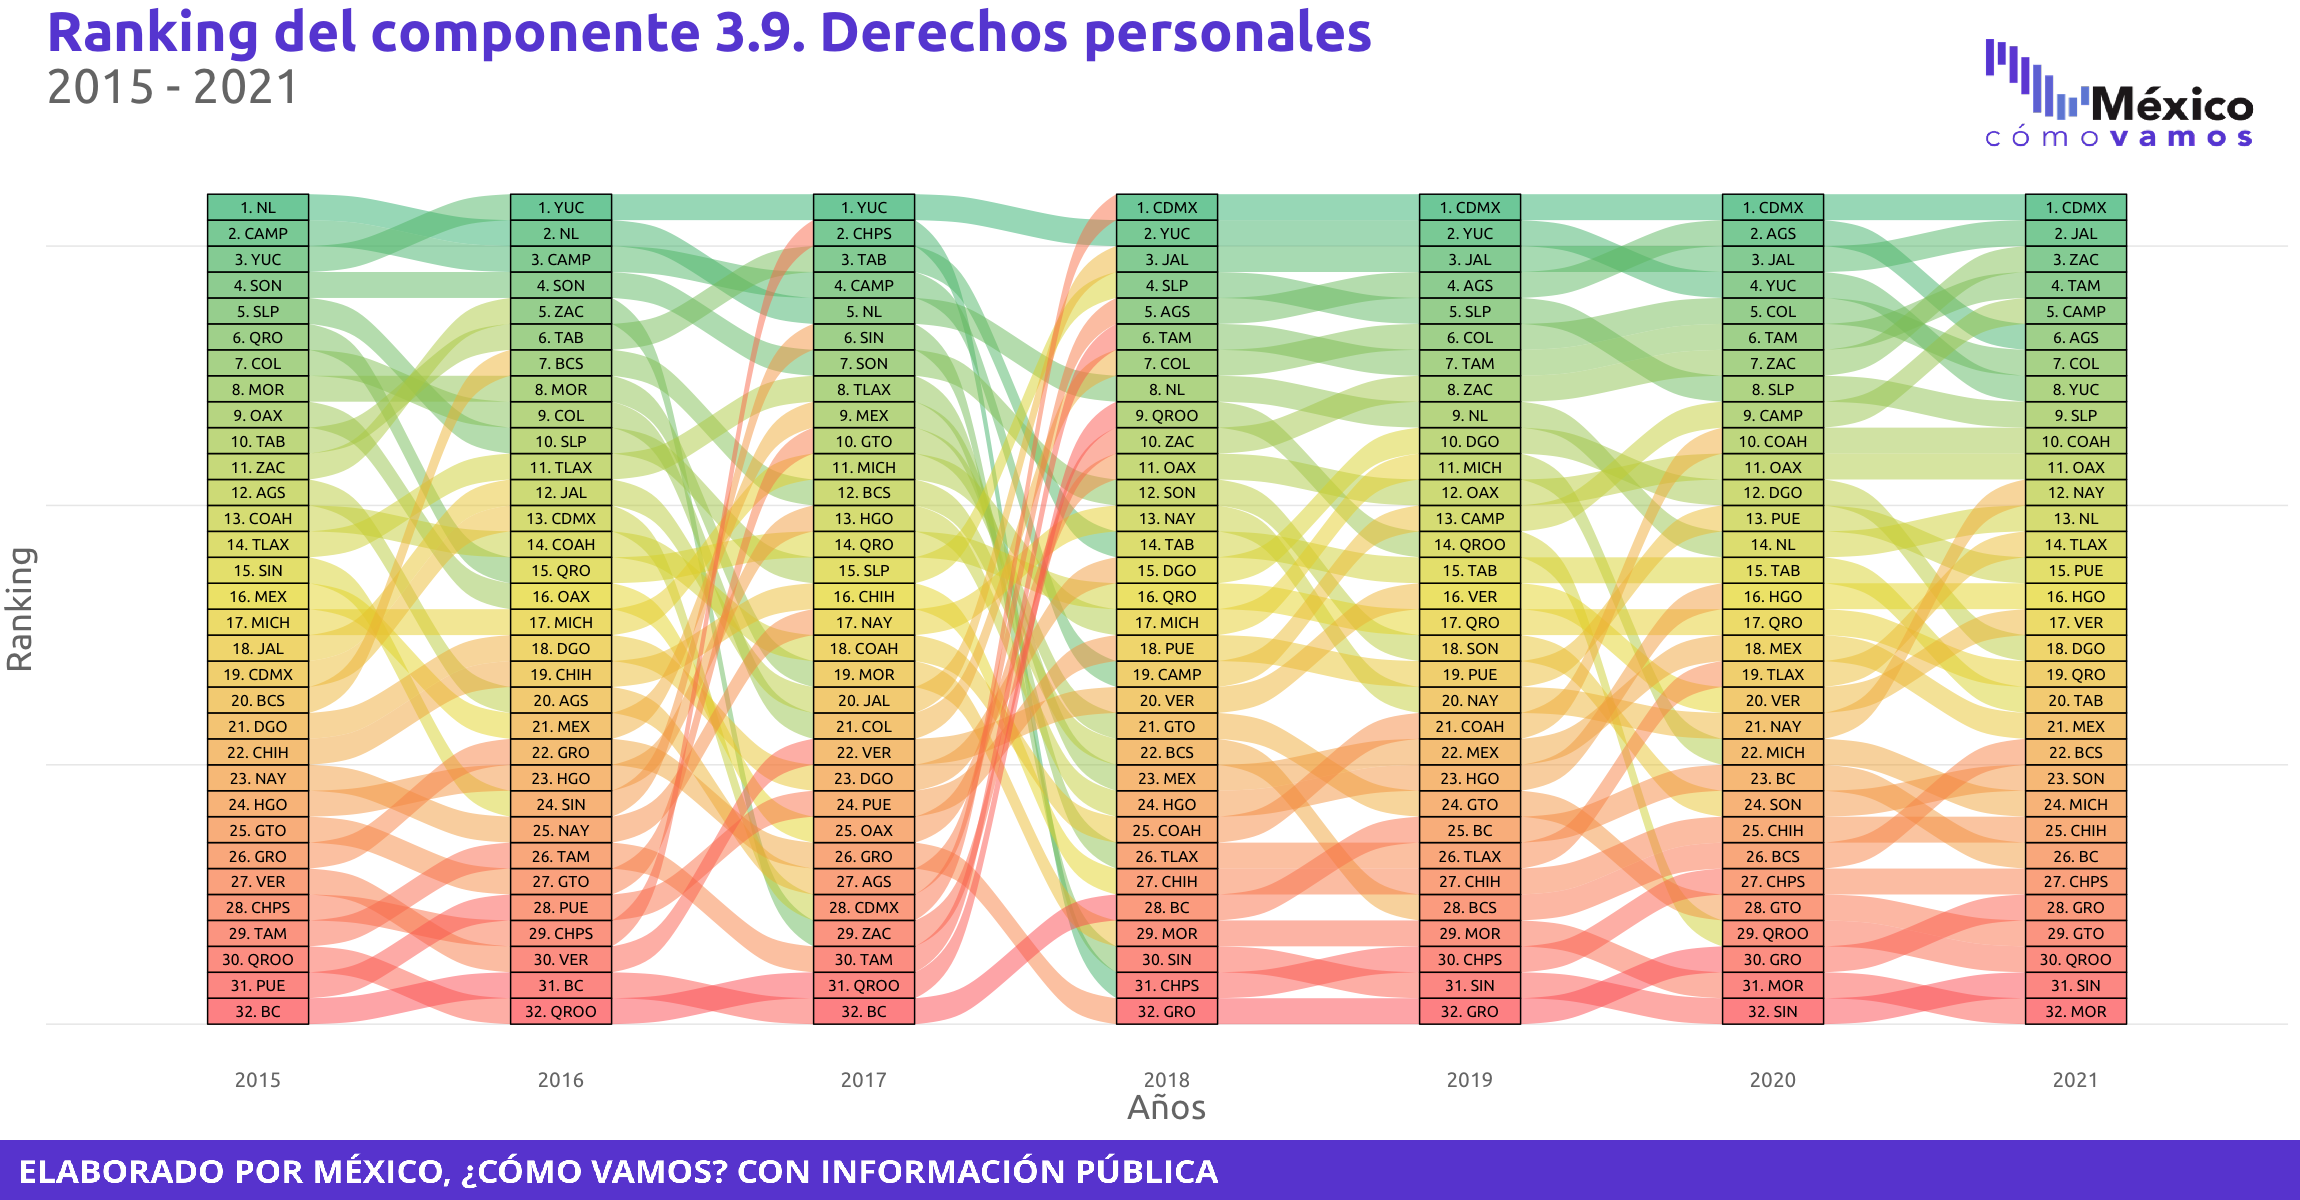 Ranking del componente 3.9. Derechos personales
2015 - 2021
México
cómo vamos
Ranking
1. NL
2. CAMP
3. YUC
4. SON
5. SLP
6. QRO
7. COL
8. MOR
9. OAX
10. TAB
11. ZAC
12. AGS
13. COAH
14. TLAX
15. SIN
16. MEX
17. MICH
18. JAL
19. CDMX
20. BCS
21. DGO
22. CHIH
23. NAY
24. HGO
25. GTO
26. GRO
27. VER
28. CHPS
29. TAM
30. QROO
31. PUE
32. BC
1. YUC
2. NL
3. CAMP
4. SON
5. ZAC
6. TAB
7. BCS
8. MOR
9. COL
10. SLP
11. TLAX
12. JAL
13. CDMX
14. COAH
15. QRO
16. OAX
17. MICH
18. DGO
19. CHIH
20. AGS
21. MEX
22. GRO
23. HGO
24. SIN
25. NAY
26. TAM
27. GTO
28. PUE
29. CHPS
30. VER
31. BC
32. QROO
1. YUC
2. CHPS
3. TAB
4. CAMP
5. NL
6. SIN
7. SON
8. TLAX
9. MEX
10. GTO
11. MICH
12. BCS
13. HGO
14. QRO
15. SLP
16. CHIH
17. NAY
18. COAH
19. MOR
20. JAL
21. COL
22. VER
23. DGO
24. PUE
25. OAX
26. GRO
27. AGS
28. CDMX
29. ZAC
30. TAM
31. QROO
32. BC
1. CDMX
2. YUC
3. JAL
4. SLP
5. AGS
6. TAM
7. COL
8. NL
9. QROO
10. ZAC
11. OAX
12. SON
13. NAY
14. TAB
15. DGO
16. QRO
17. MICH
18. PUE
19. CAMP
20. VER
21. GTO
22. BCS
23. MEX
24. HGO
25. COAH
26. TLAX
27. CHIH
28. BC
29. MOR
30. SIN
31. CHPS
32. GRO
1. CDMX
2. YUC
3. JAL
4. AGS
5. SLP
6. COL
7. TAM
8. ZAC
9. NL
10. DGO
11. MICH
12. OAX
13. CAMP
14. QROO
15. TAB
16. VER
17. QRO
18. SON
19. PUE
20. NAY
21. COAH
22. MEX
23. HGO
24. GTO
25. BC
26. TLAX
27. CHIH
28. BCS
29. MOR
30. CHPS
31. SIN
32. GRO
1. CDMX
2. AGS
3. JAL
4. YUC
5. COL
6. TAM
7. ZAC
8. SLP
9. CAMP
10. COAH
11. OAX
12. DGO
13. PUE
14. NL
15. TAB
16. HGO
17. QRO
18. MEX
19. TLAX
20. VER
21. NAY
22. MICH
23. BC
24. SON
25. CHIH
26. BCS
27. CHPS
28. GTO
29. QROO
30. GRO
31. MOR
32. SIN
1. CDMX
2. JAL
3. ZAC
4. TAM
5. CAMP
6. AGS
7. COL
8. YUC
9. SLP
10. COAH
11. OAX
12. NAY
13. NL
14. TLAX
15. PUE
16. HGO
17. VER
18. DGO
19. QRO
20. TAB
21. MEX
22. BCS
23. SON
24. MICH
25. CHIH
26. BC
27. CHPS
28. GRO
29. GTO
30. QROO
31. SIN
32. MOR
2015 2016 2017 2018 2019 2020 2021
Años
ELABORADO POR MÉXICO, ¿CÓMO VAMOS? CON INFORMACIÓN PÚBLICA